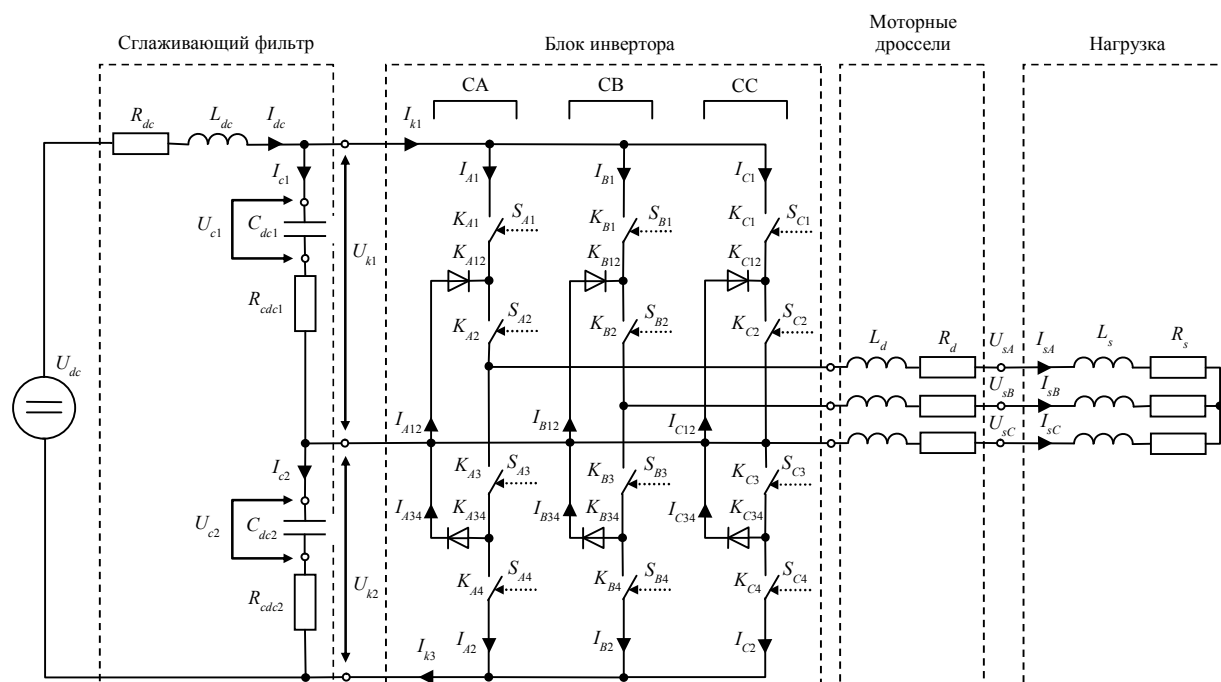 Сглаживающий фильтр
Блок инвертора
Моторные дроссели
Нагрузка
CA
CB
CC
R_dc
L_dc
I_dc
I_k1
I_c1
I_A1
I_B1
I_C1
U_c1
C_dc1
U_k1
K_A1
S_A1
K_B1
S_B1
K_C1
S_C1
K_A12
K_B12
K_C12
R_cdc1
K_A2
S_A2
K_B2
S_B2
K_C2
S_C2
U_dc
L_d
R_d
U_sA
I_sA
L_s
R_s
U_sB
I_sB
U_sC
I_sC
I_A12
I_B12
I_C12
I_c2
K_A3
S_A3
K_B3
S_B3
K_C3
S_C3
U_c2
C_dc2
I_A34
K_A34
I_B34
K_B34
I_C34
K_C34
R_cdc2
U_k2
K_A4
S_A4
K_B4
S_B4
K_C4
S_C4
I_k3
I_A2
I_B2
I_C2